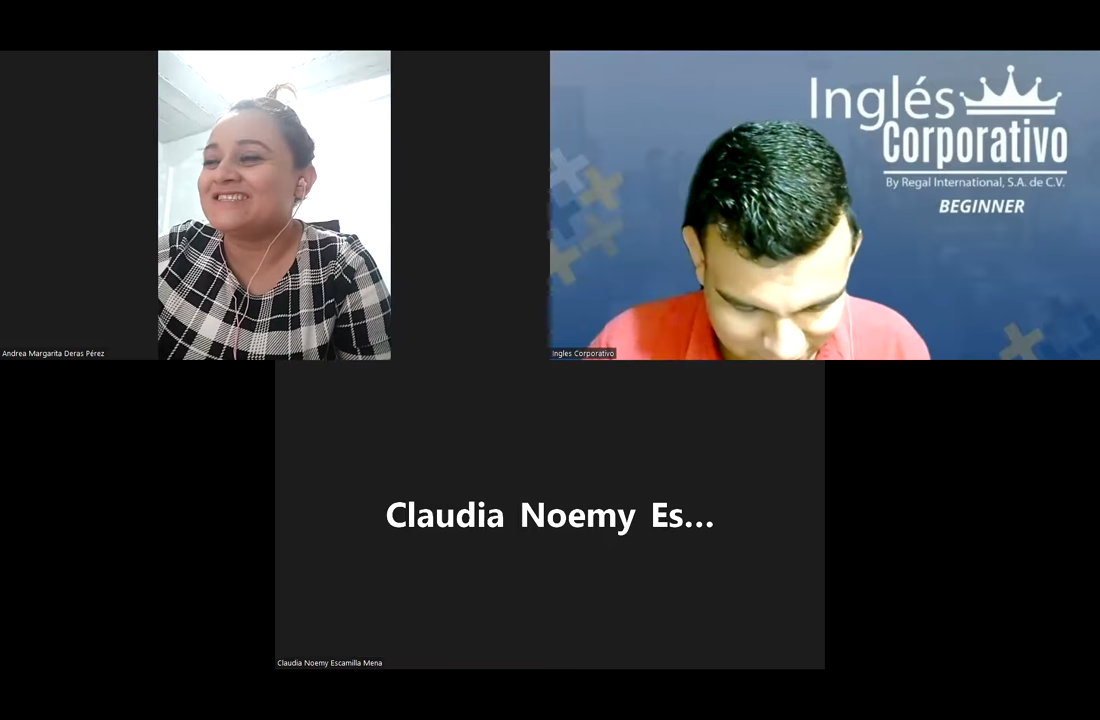 Inglés
Corporativo
By Regal International, S.A. de C.V.
BEGINNER
Andrea Margarita Deras Pérez
Ingles Corporativo
Claudia Noemy Es...
Claudia Noemy Escamilla Mena